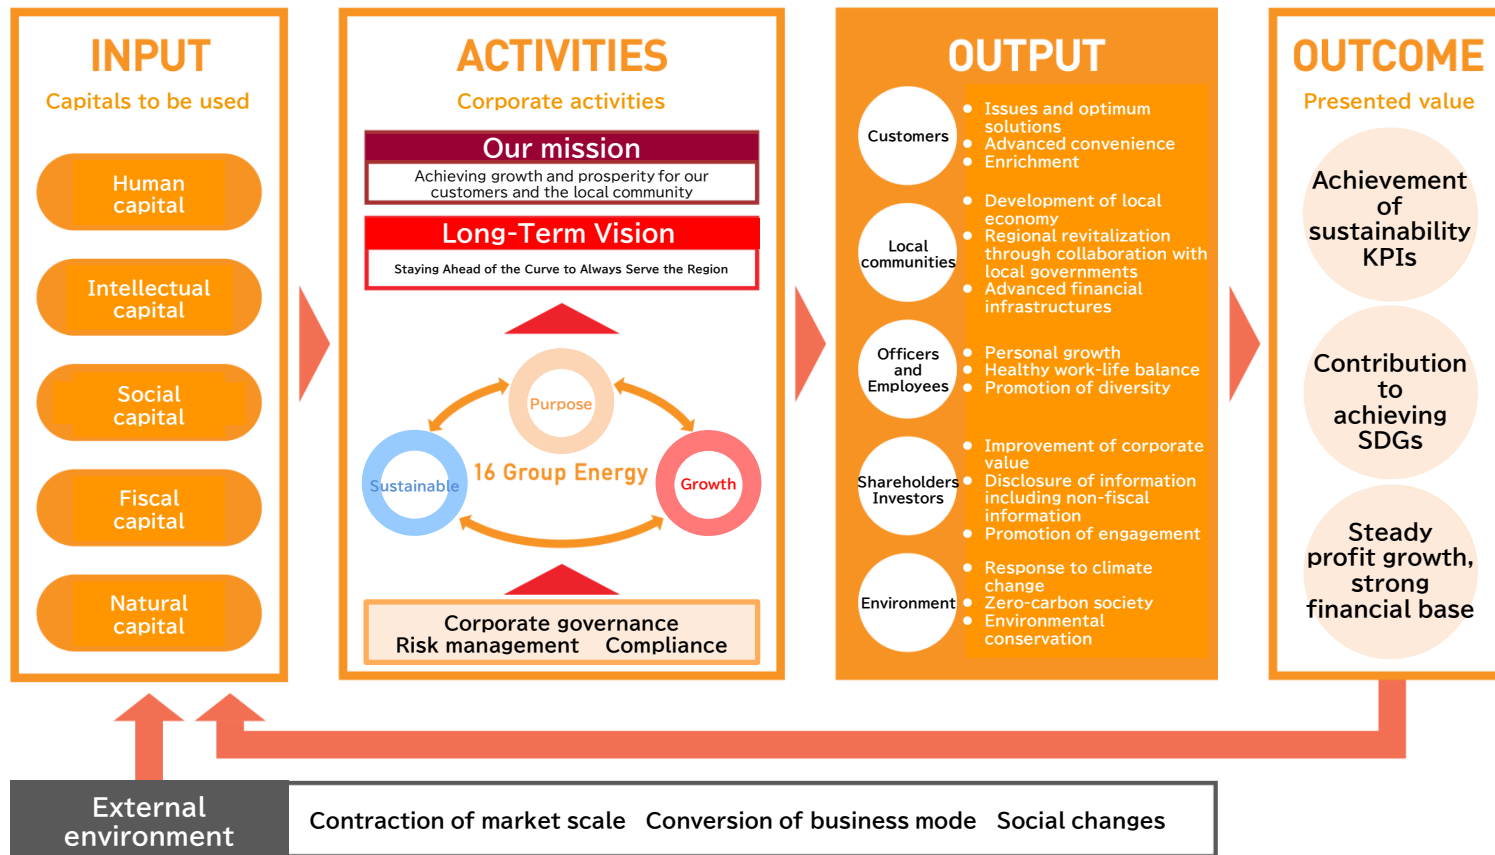 INPUT
Capitals to be used
Human
capital
Intellectual
capital
Social
capital
Fiscal
capital
Natural
capital
ACTIVITIES
Corporate activities
Our mission
Achieving growth and prosperity for our
customers and the local community
Long-Term Vision
Staying Ahead of the Curve to Always Serve the Region
Purpose
Sustainable
16 Group Energy
Growth
Corporate governance
Risk management Compliance
OUTPUT
Customers
• Issues and optimum
solutions
• Advanced convenience
• Enrichment
Local
communities
• Development of local
economy
• Regional revitalization
through collaboration with
local governments
• Advanced financial
infrastructures
Officers
and
Employees
• Personal growth
• Healthy work-life balance
• Promotion of diversity
Shareholders
Investors
• Improvement of corporate
value
• Disclosure of information
including non-fiscal
information
• Promotion of engagement
Environment
• Response to climate
change
• Zero-carbon society
• Environmental
conservation
OUTCOME
Presented value
Achievement
of
sustainability
KPIs
Contribution
to
achieving
SDGs
Steady
profit growth,
strong
financial base
External
environment
Contraction of market scale Conversion of business mode Social changes